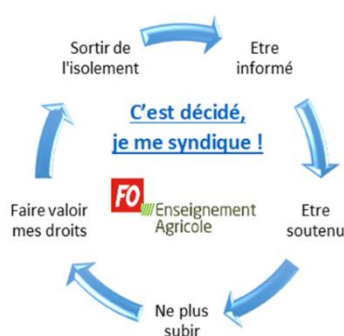 Sortir de
l'isolement
Etre
informé
C'est décidé,
je me syndique !
Faire valoir
mes droits
FO
Enseignement
Agricole
Etre
soutenu
Ne plus
subir